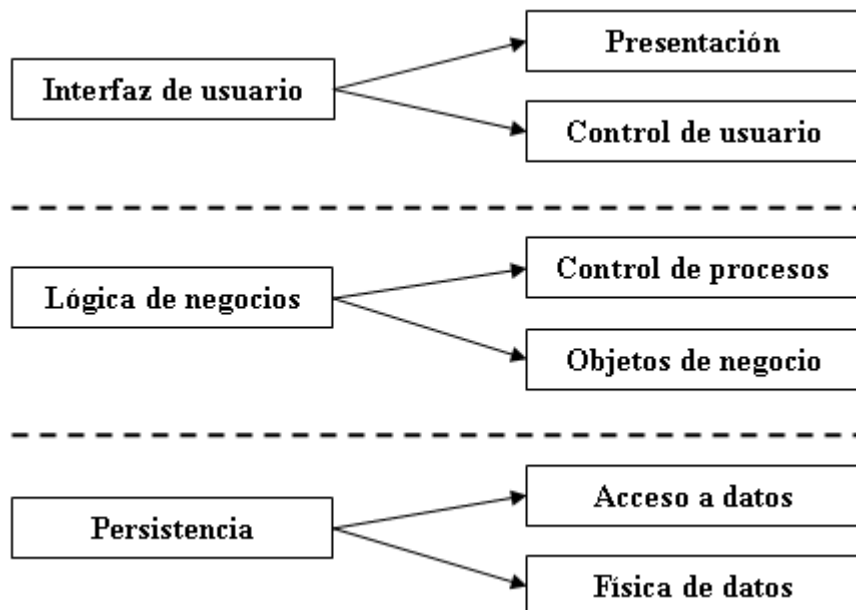 Interfaz de usuario
Presentación
Control de usuario
Lógica de negocios
Control de procesos
Objetos de negocio
Persistencia
Acceso a datos
Física de datos